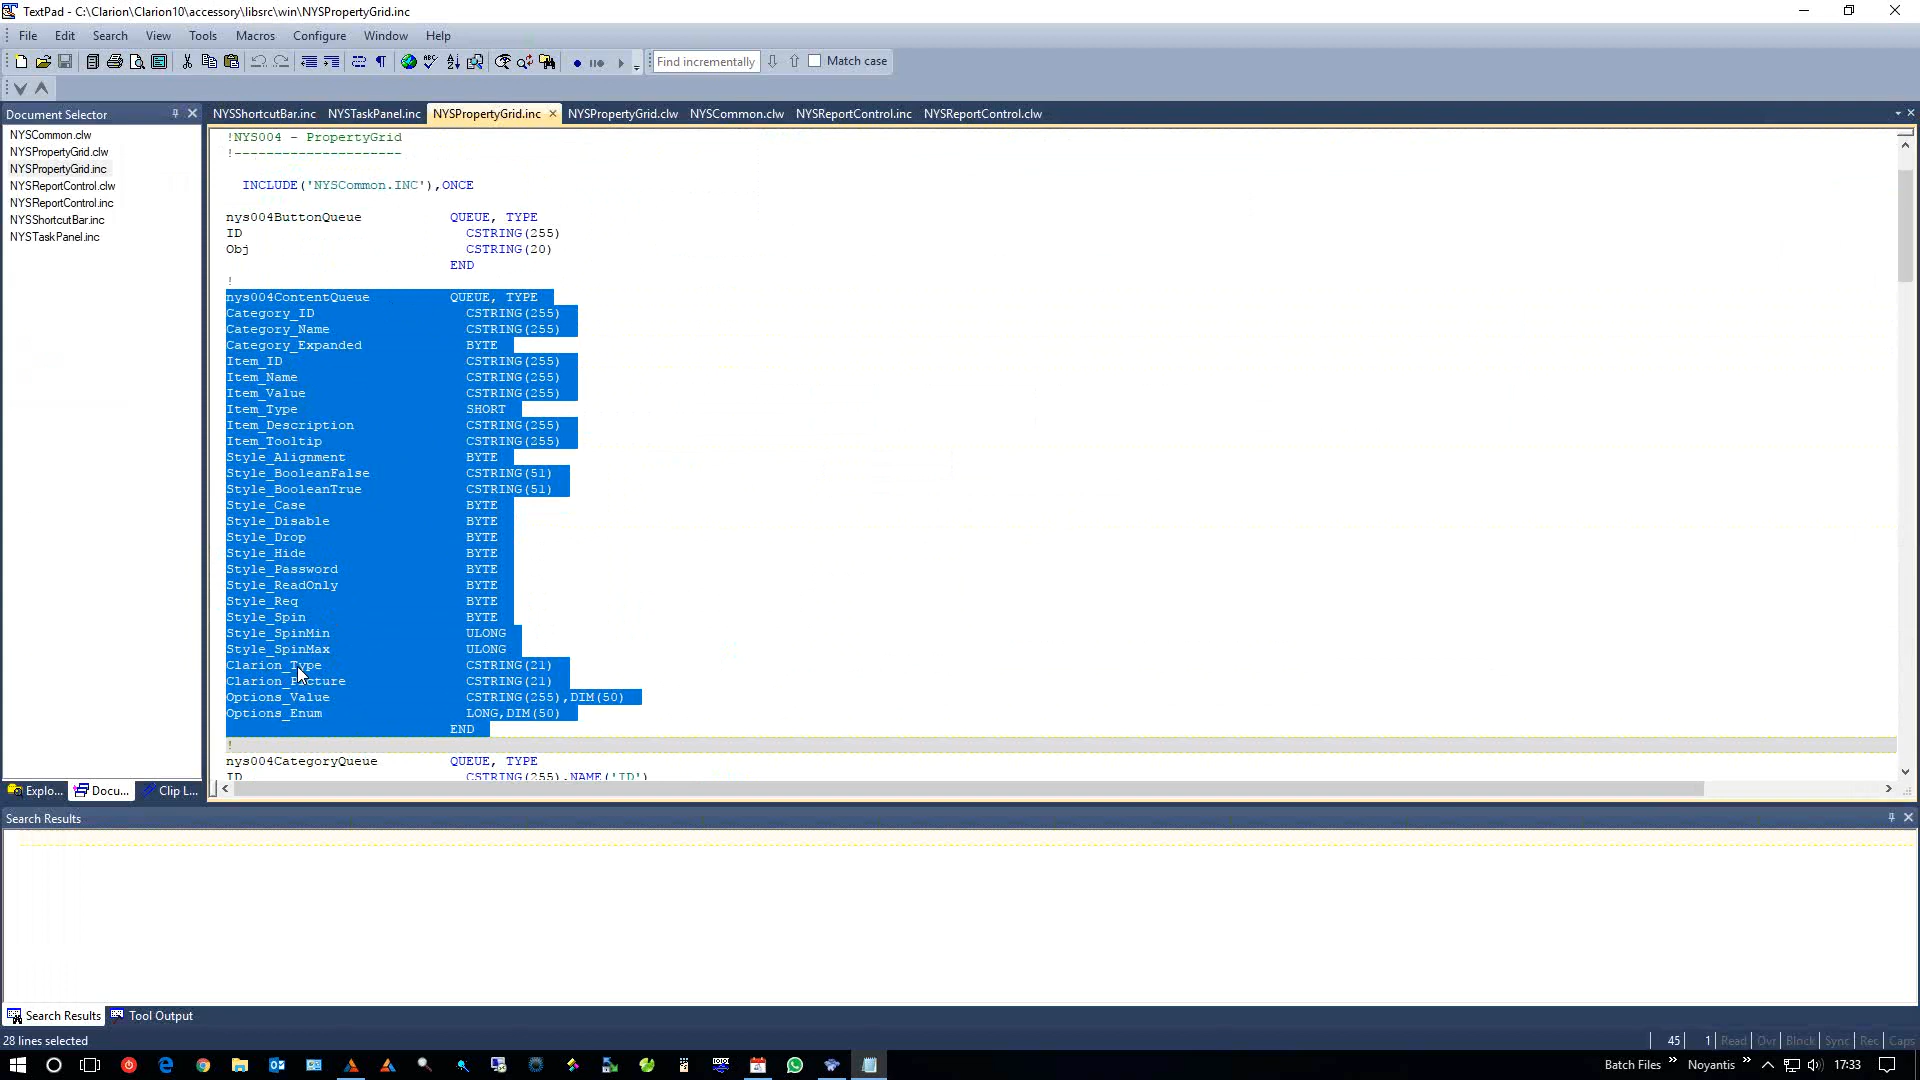 TextPad - C:\Clarion\Clarion10\accessory\libsrc\win\NYSPropertyGrid.inc
File Edit Search View Tools Macros Configure Window Help
Find incrementally Match case
Document Selector
NYSCommon.clw
NYSPropertyGrid.clw
NYSPropertyGrid.inc
NYSReportControl.clw
NYSReportControl.inc
NYSShortcutBar.inc
NYSTaskPanel.inc
Explo... Docu... Clip L...
NYSShortcutBar.inc NYSTaskPanel.inc NYSPropertyGrid.inc NYSPropertyGrid.clw NYSCommon.clw NYSReportControl.inc NYSReportControl.clw
!NYS004 - PropertyGrid
!---------------------
INCLUDE('NYSCommon.INC'),ONCE
nys004ButtonQueue QUEUE, TYPE
ID CSTRING(255)
Obj CSTRING(20)
END
!
nys004ContentQueue QUEUE, TYPE
Category_ID CSTRING(255)
Category_Name CSTRING(255)
Category_Expanded BYTE
Item_ID CSTRING(255)
Item_Name CSTRING(255)
Item_Value CSTRING(255)
Item_Type SHORT
Item_Description CSTRING(255)
Item_Tooltip CSTRING(255)
Style_Alignment BYTE
Style_BooleanFalse CSTRING(51)
Style_BooleanTrue CSTRING(51)
Style_Case BYTE
Style_Disable BYTE
Style_Drop BYTE
Style_Hide BYTE
Style_Password BYTE
Style_ReadOnly BYTE
Style_Req BYTE
Style_Spin BYTE
Style_SpinMin ULONG
Style_SpinMax ULONG
Clarion_Type CSTRING(21)
Clarion_Picture CSTRING(21)
Options_Value CSTRING(255),DIM(50)
Options_Enum LONG,DIM(50)
END
!
nys004CategoryQueue QUEUE, TYPE
ID CSTRING(255),NAME('ID')
Search Results
Search Results Tool Output
28 lines selected 45 1 Read Ovr Block Sync Rec Caps
Batch Files Noyantis 17:33